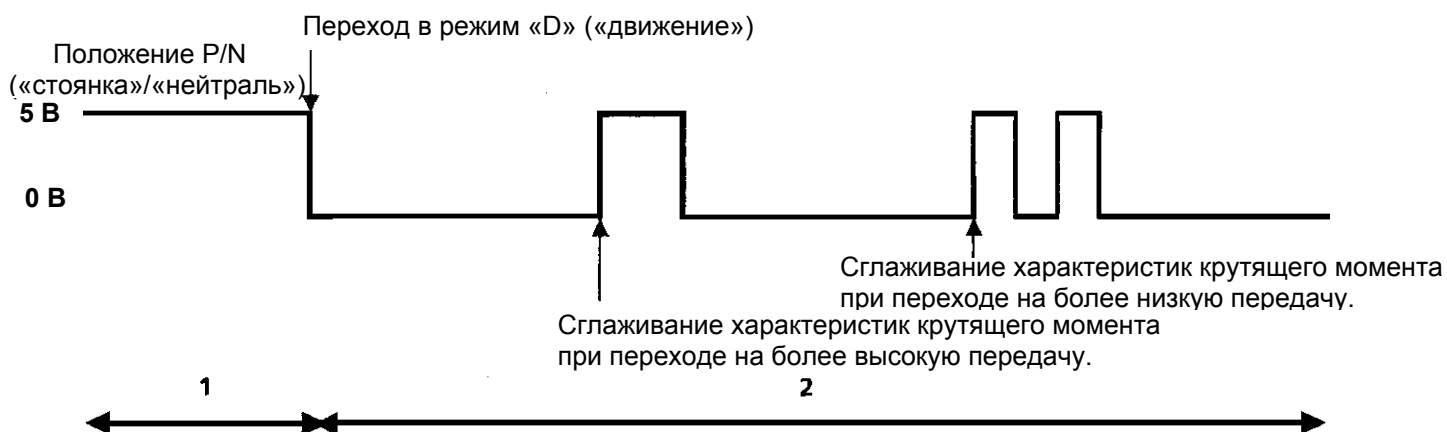 Переход в режим «D» («движение»)
Положение P/N
(«стоянка»/«нейтраль»)
5 В
0 В
Сглаживание характеристик крутящего момента
при переходе на более низкую передачу.
Сглаживание характеристик крутящего момента
при переходе на более высокую передачу.
1
2